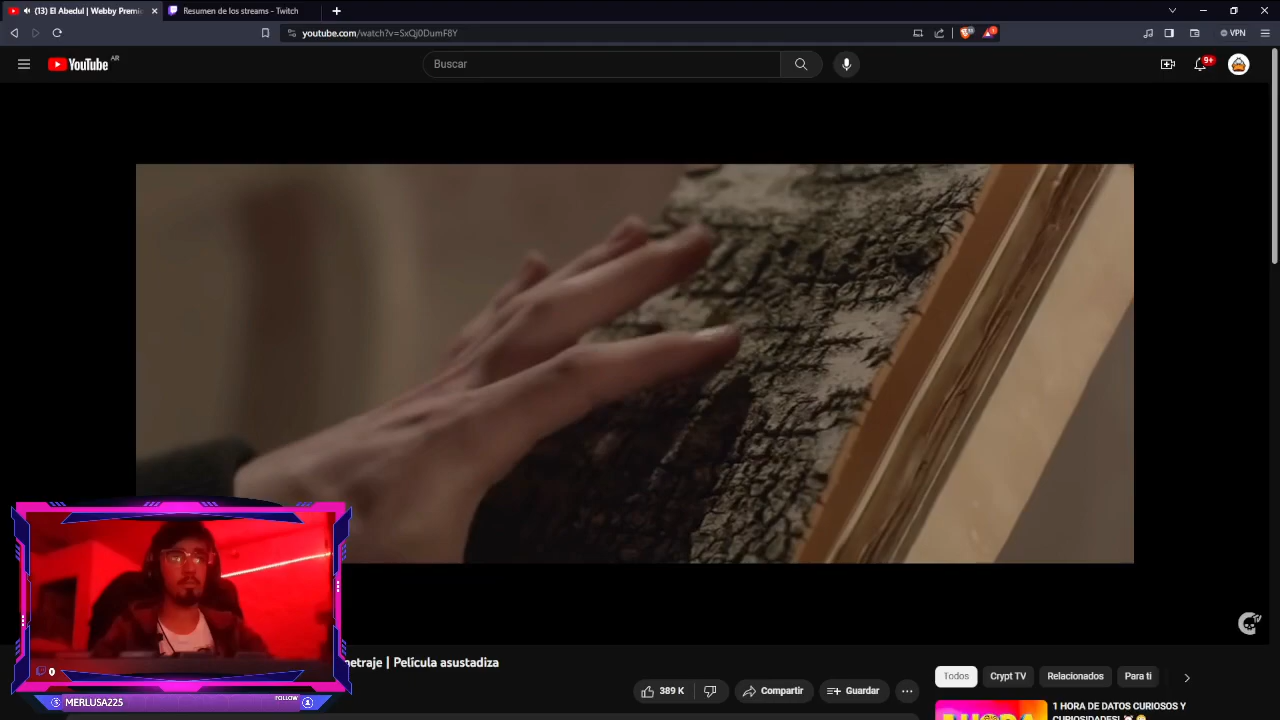 (13) El Abedul | Webby Premi
Resumen de los streams - Twitch
youtube.com/watch?v=SxQj0DumF8Y
VPN
YouTube AR
Buscar
9+
0
FOLLOW
MERLUSA225
netraje | Película asustadiza
389 K
Compartir
Guardar
Todos
Crypt TV
Relacionados
Para ti
1 HORA DE DATOS CURIOSOS Y
CURIOSIDADES!